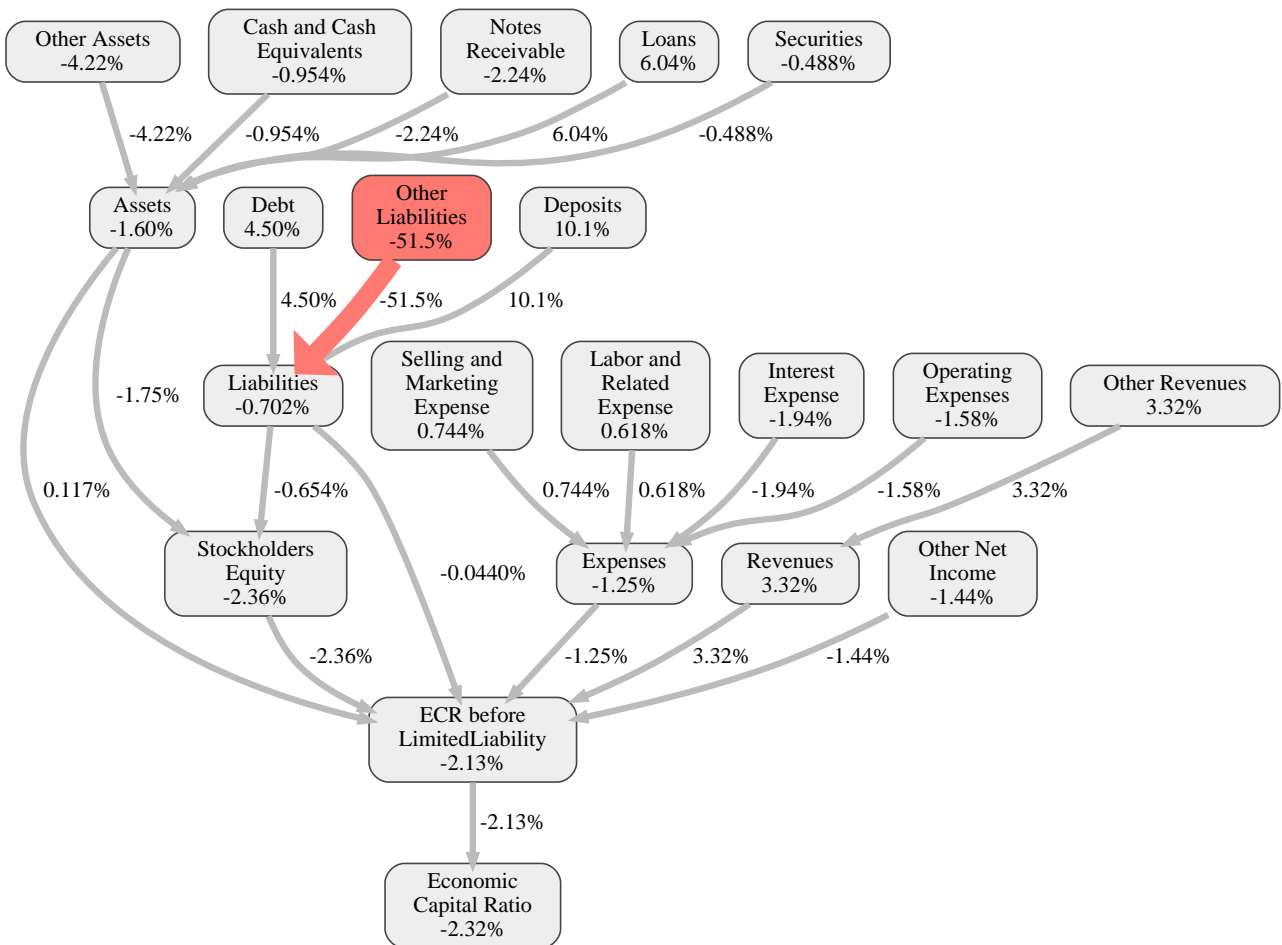 Other Assets
-4.22%
Cash and Cash
Equivalents
-0.954%
Notes
Receivable
-2.24%
Loans
6.04%
Securities
-0.488%
-4.22%
-0.954%
-2.24%
6.04%
-0.488%
Assets
-1.60%
Debt
4.50%
Other
Liabilities
-51.5%
Deposits
10.1%
4.50%
-51.5%
10.1%
-1.75%
Liabilities
-0.702%
Selling and
Marketing
Expense
0.744%
Labor and
Related
Expense
0.618%
Interest
Expense
-1.94%
Operating
Expenses
-1.58%
Other Revenues
3.32%
0.117%
-0.654%
0.744%
0.618%
-1.94%
-1.58%
3.32%
Stockholders
Equity
-2.36%
-0.0440%
Expenses
-1.25%
Revenues
3.32%
Other Net
Income
-1.44%
-2.36%
-1.25%
3.32%
-1.44%
ECR before
LimitedLiability
-2.13%
-2.13%
Economic
Capital Ratio
-2.32%